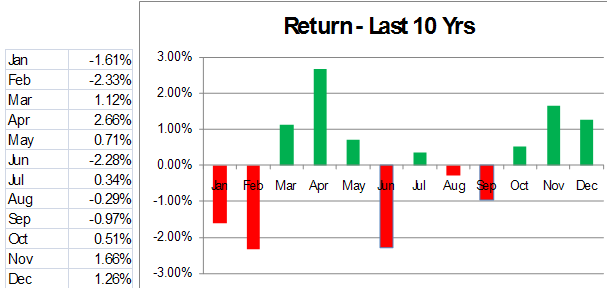 Return - Last 10 Yrs
Jan -1.61%
Feb -2.33%
Mar 1.12%
Apr 2.66%
May 0.71%
Jun -2.28%
Jul 0.34%
Aug -0.29%
Sep -0.97%
Oct 0.51%
Nov 1.66%
Dec 1.26%
3.00%
2.00%
1.00%
0.00%
-1.00%
-2.00%
-3.00%
Jan Feb Mar Apr May Jun Jul Aug Sep Oct Nov Dec